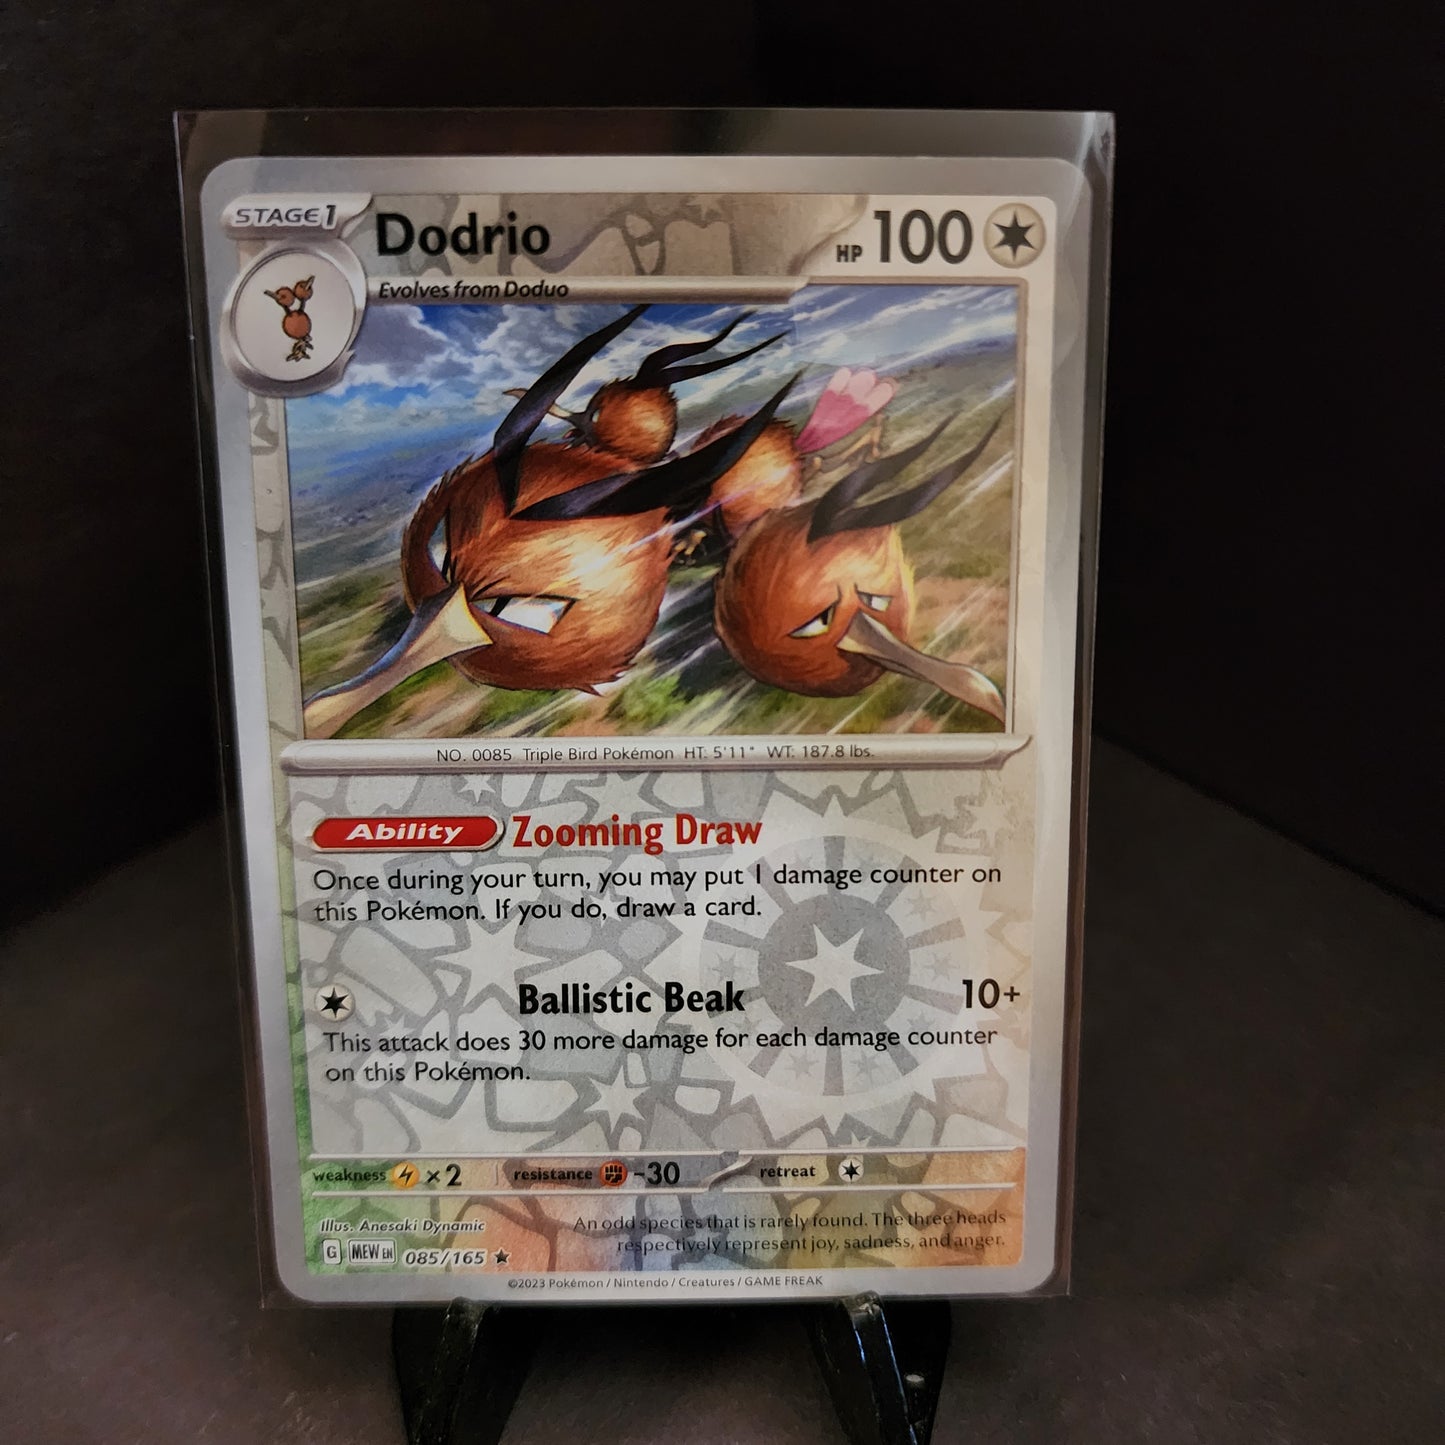 STAGE 1
Dodrio
HP 100
Evolves from Doduo
NO. 0085 Triple Bird Pokémon HT: 5'11" WT: 187.8 lbs.
Ability Zooming Draw
Once during your turn, you may put 1 damage counter on
this Pokémon. If you do, draw a card.
Ballistic Beak 10+
This attack does 30 more damage for each damage counter
on this Pokémon.
weakness ×2 resistance -30 retreat
Illus. Anesaki Dynamic
An odd species that is rarely found. The three heads
respectively represent joy, sadness, and anger.
G MEW EN 085/165 ★
©2023 Pokémon / Nintendo / Creatures / GAME FREAK